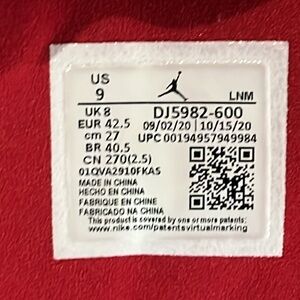 US
9
LNM
UK 8
DJ5982-600
EUR 42.5
09/02/20 | 10/15/20
cm 27
UPC 00194957949984
BR 40.5
CN 270(2.5)
01QVA2910FKAS
MADE IN CHINA
MADE IN CHINA
FABRIQUE EN CHINE
FABRICADO NA CHINA
This product is covered by one or more patents;
www.nike.com/patentsvirtualmarking